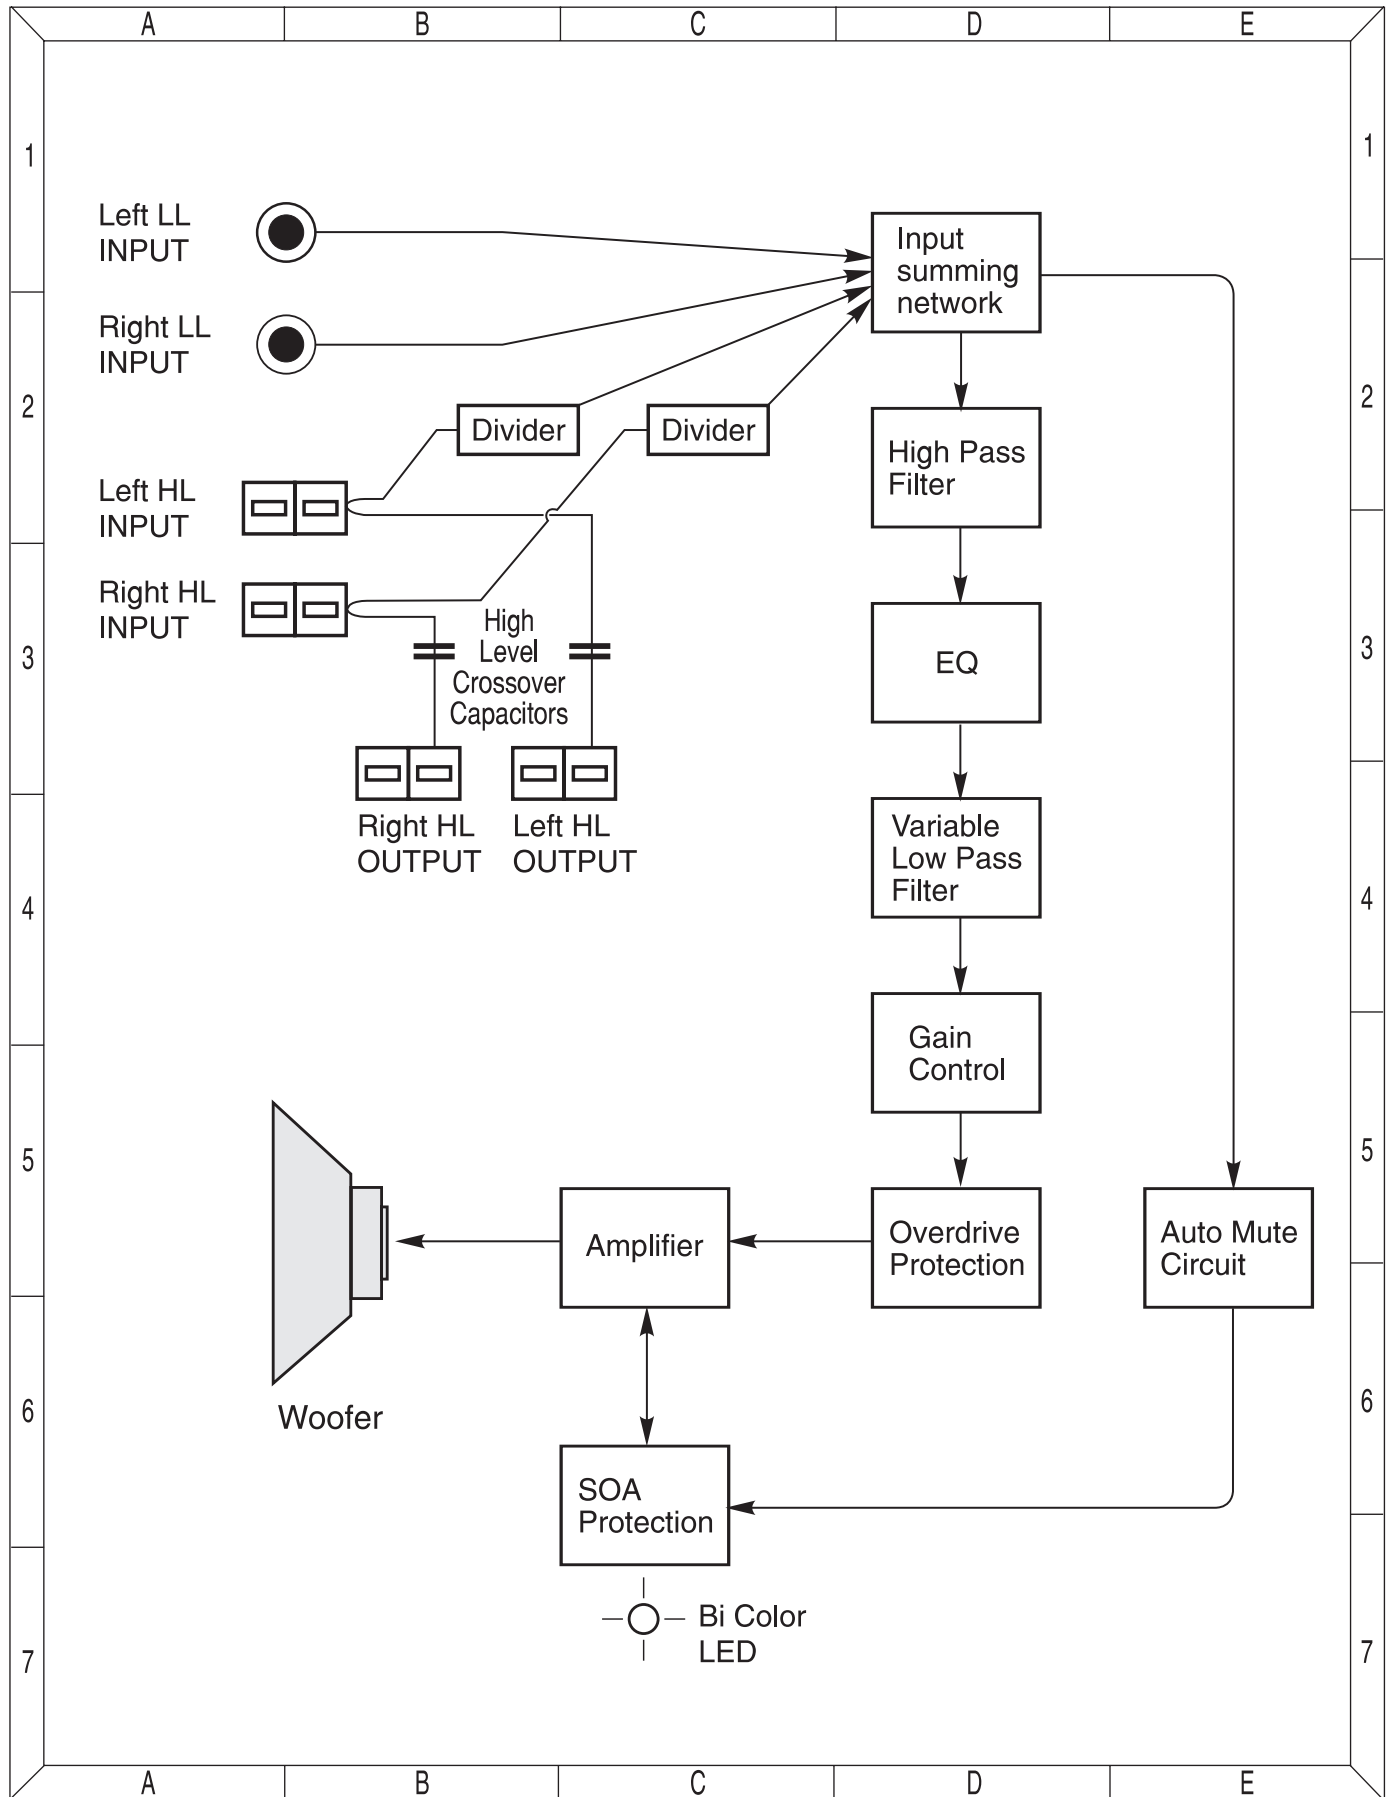 A B C D E
1 1
Left LL
INPUT
Input
summing
network
Right LL
INPUT
2 2
Divider Divider
High Pass
Filter
Left HL
INPUT
Right HL
INPUT
High
Level
Crossover
Capacitors
3 3
EQ
Right HL
OUTPUT
Left HL
OUTPUT
Variable
Low Pass
Filter
4 4
Gain
Control
5 5
Amplifier
Overdrive
Protection
Auto Mute
Circuit
6 6
Woofer
SOA
Protection
Bi Color
LED
7 7
A B C D E